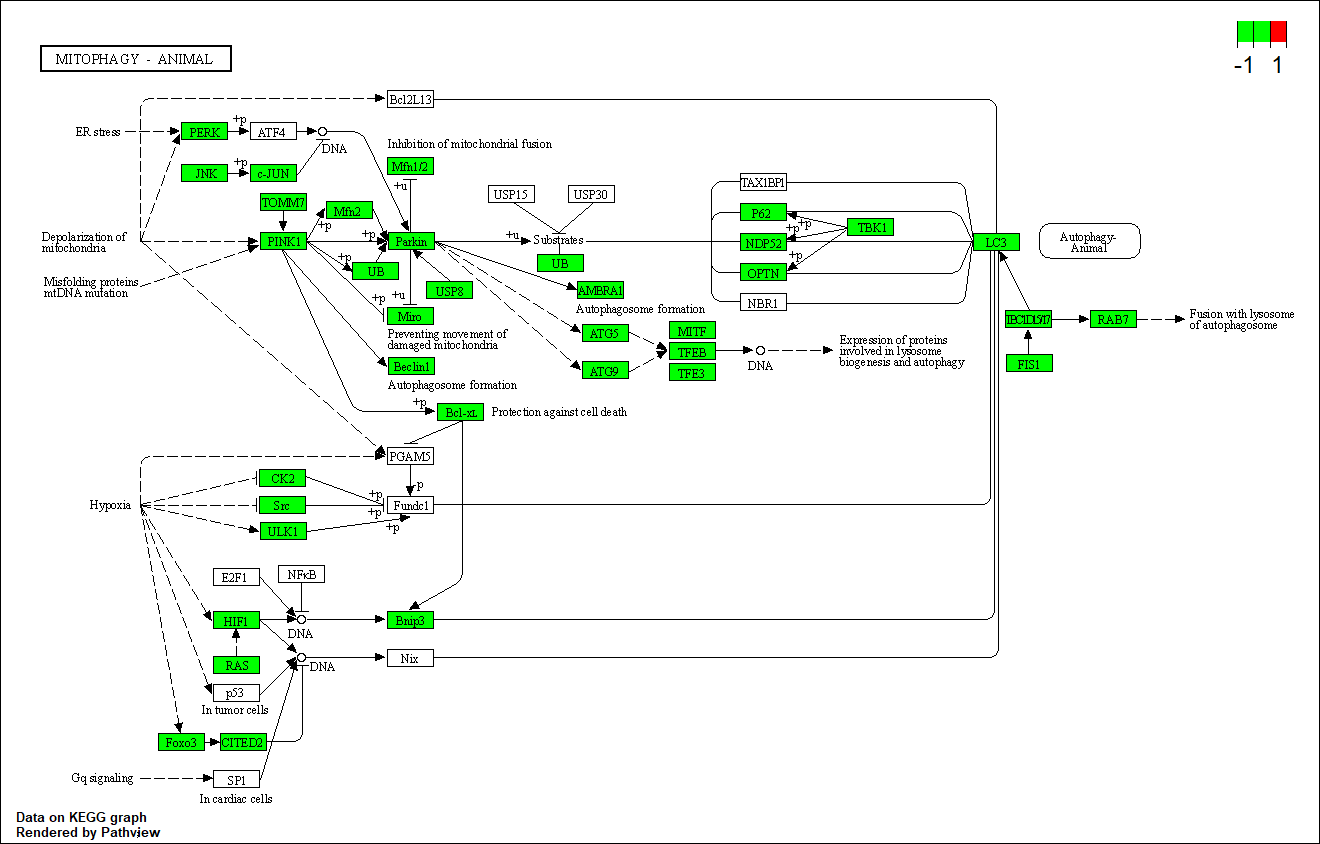 MITOPHAGY - ANIMAL
-1 1
Bcl2L13
ER stress
PERK
+p
ATF4
DNA
Inhibition of mitochondrial fusion
JNK
+p
c-JUN
Mfn1/2
+u
TOMM7
Mfn2
+p
USP15
USP30
TAX1BP1
P62
+p
TBK1
Depolarization of
mitochondria
PINK1
+p
Parkin
+u
Substrates
NDP52
+p
LC3
Autophagy-
Animal
+p
UB
UB
+p
OPTN
Misfolding proteins
mtDNA mutation
USP8
AMBRA1
+p
+u
NBR1
Miro
Autophagosome formation
Preventing movement of
damaged mitochondria
ATG5
MITF
TFEB
TFE3
ATG9
DNA
Expression of proteins
involved in lysosome
biogenesis and autophagy
RAB7
Fusion with lysosome
of autophagosome
FIS1
Beclin1
Autophagosome formation
+p
Bcl-xL
Protection against cell death
PGAM5
-p
CK2
+p
Hypoxia
Src
+p
Fundc1
ULK1
+p
E2F1
NFκB
HIF1
DNA
Bnip3
RAS
DNA
Nix
p53
In tumor cells
Foxo3
CITED2
Gq signaling
SP1
In cardiac cells
Data on KEGG graph
Rendered by Pathview